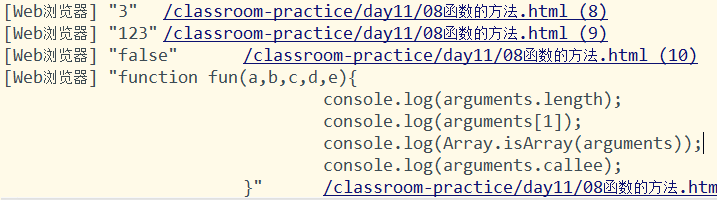 [Web浏览器] "3" /classroom-practice/day11/08函数的方法.html (8)
[Web浏览器] "123" /classroom-practice/day11/08函数的方法.html (9)
[Web浏览器] "false" /classroom-practice/day11/08函数的方法.html (10)
[Web浏览器] "function fun(a,b,c,d,e){
console.log(arguments.length);
console.log(arguments[1]);
console.log(Array.isArray(arguments));
console.log(arguments.callee);
}" /classroom-practice/day11/08函数的方法.htm